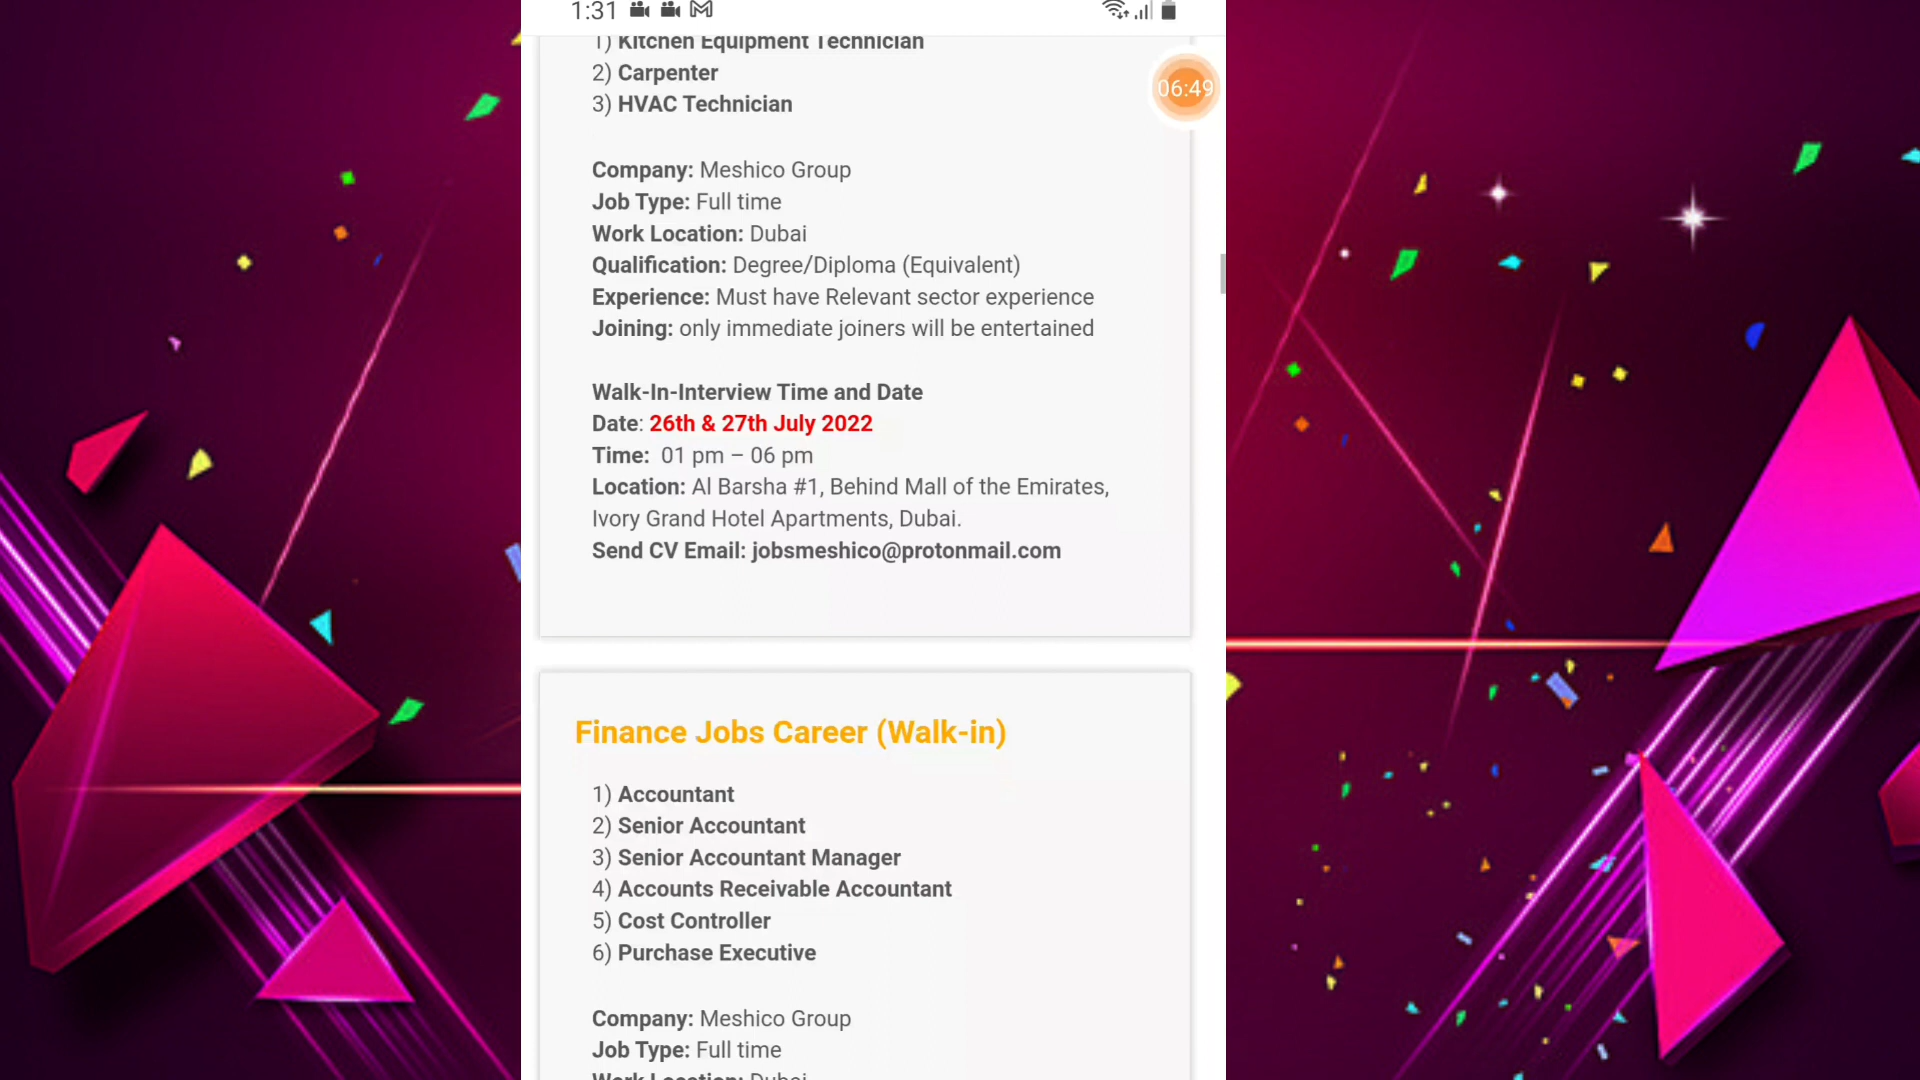 1:31
06:49
1) Kitchen Equipment Technician
2) Carpenter
3) HVAC Technician
Company: Meshico Group
Job Type: Full time
Work Location: Dubai
Qualification: Degree/Diploma (Equivalent)
Experience: Must have Relevant sector experience
Joining: only immediate joiners will be entertained
Walk-In-Interview Time and Date
Date: 26th & 27th July 2022
Time: 01 pm – 06 pm
Location: Al Barsha #1, Behind Mall of the Emirates,
Ivory Grand Hotel Apartments, Dubai.
Send CV Email: jobsmeshico@protonmail.com
Finance Jobs Career (Walk-in)
1) Accountant
2) Senior Accountant
3) Senior Accountant Manager
4) Accounts Receivable Accountant
5) Cost Controller
6) Purchase Executive
Company: Meshico Group
Job Type: Full time
Work Location: Dubai